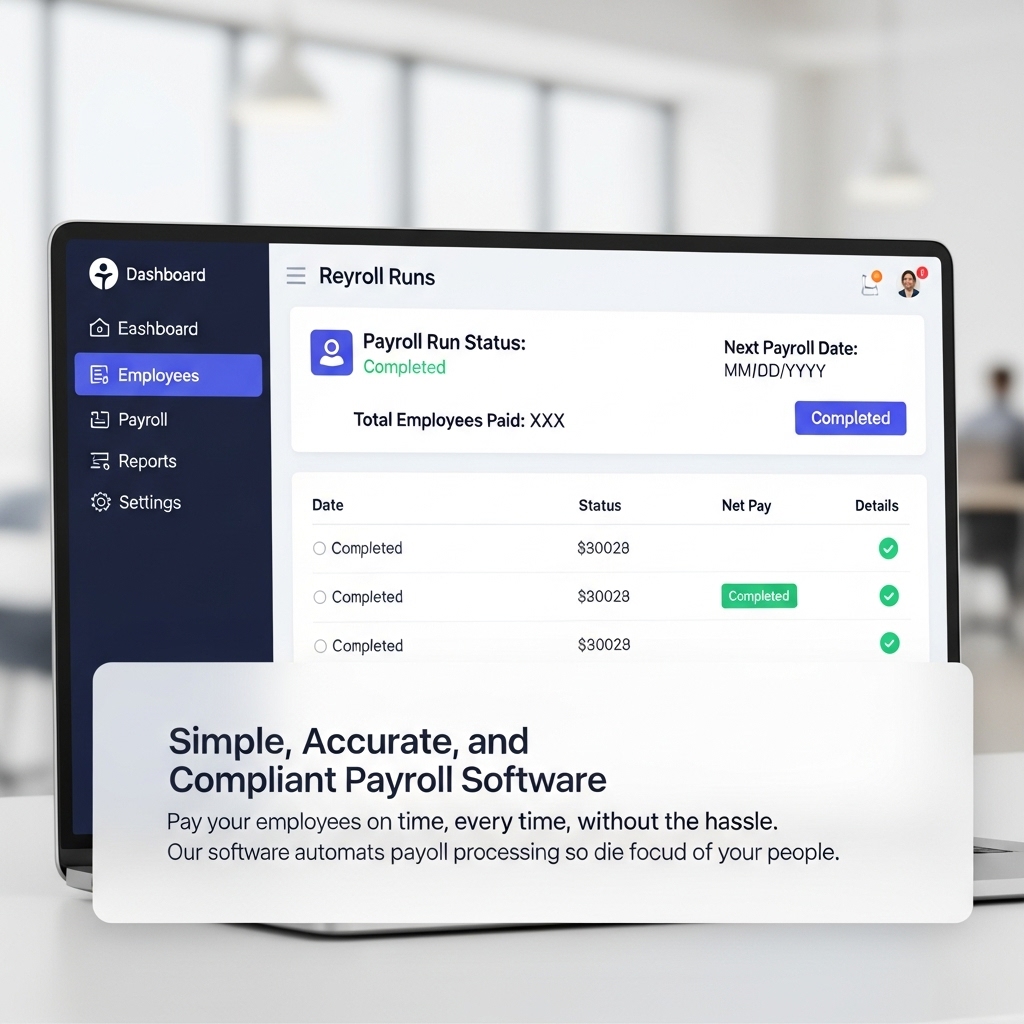 Dashboard
Eashboard
Employees
Payroll
Reports
Settings
Reyroll Runs
Payroll Run Status:
Completed
Next Payroll Date:
MM/DD/YYYY
Total Employees Paid: XXX
Completed
Date Status Net Pay Details
Completed $30028
Completed $30028 Completed
Completed $30028
Simple, Accurate, and
Compliant Payroll Software
Pay your employees on time, every time, without the hassle.
Our software automats payoll processing so die focud of your people.